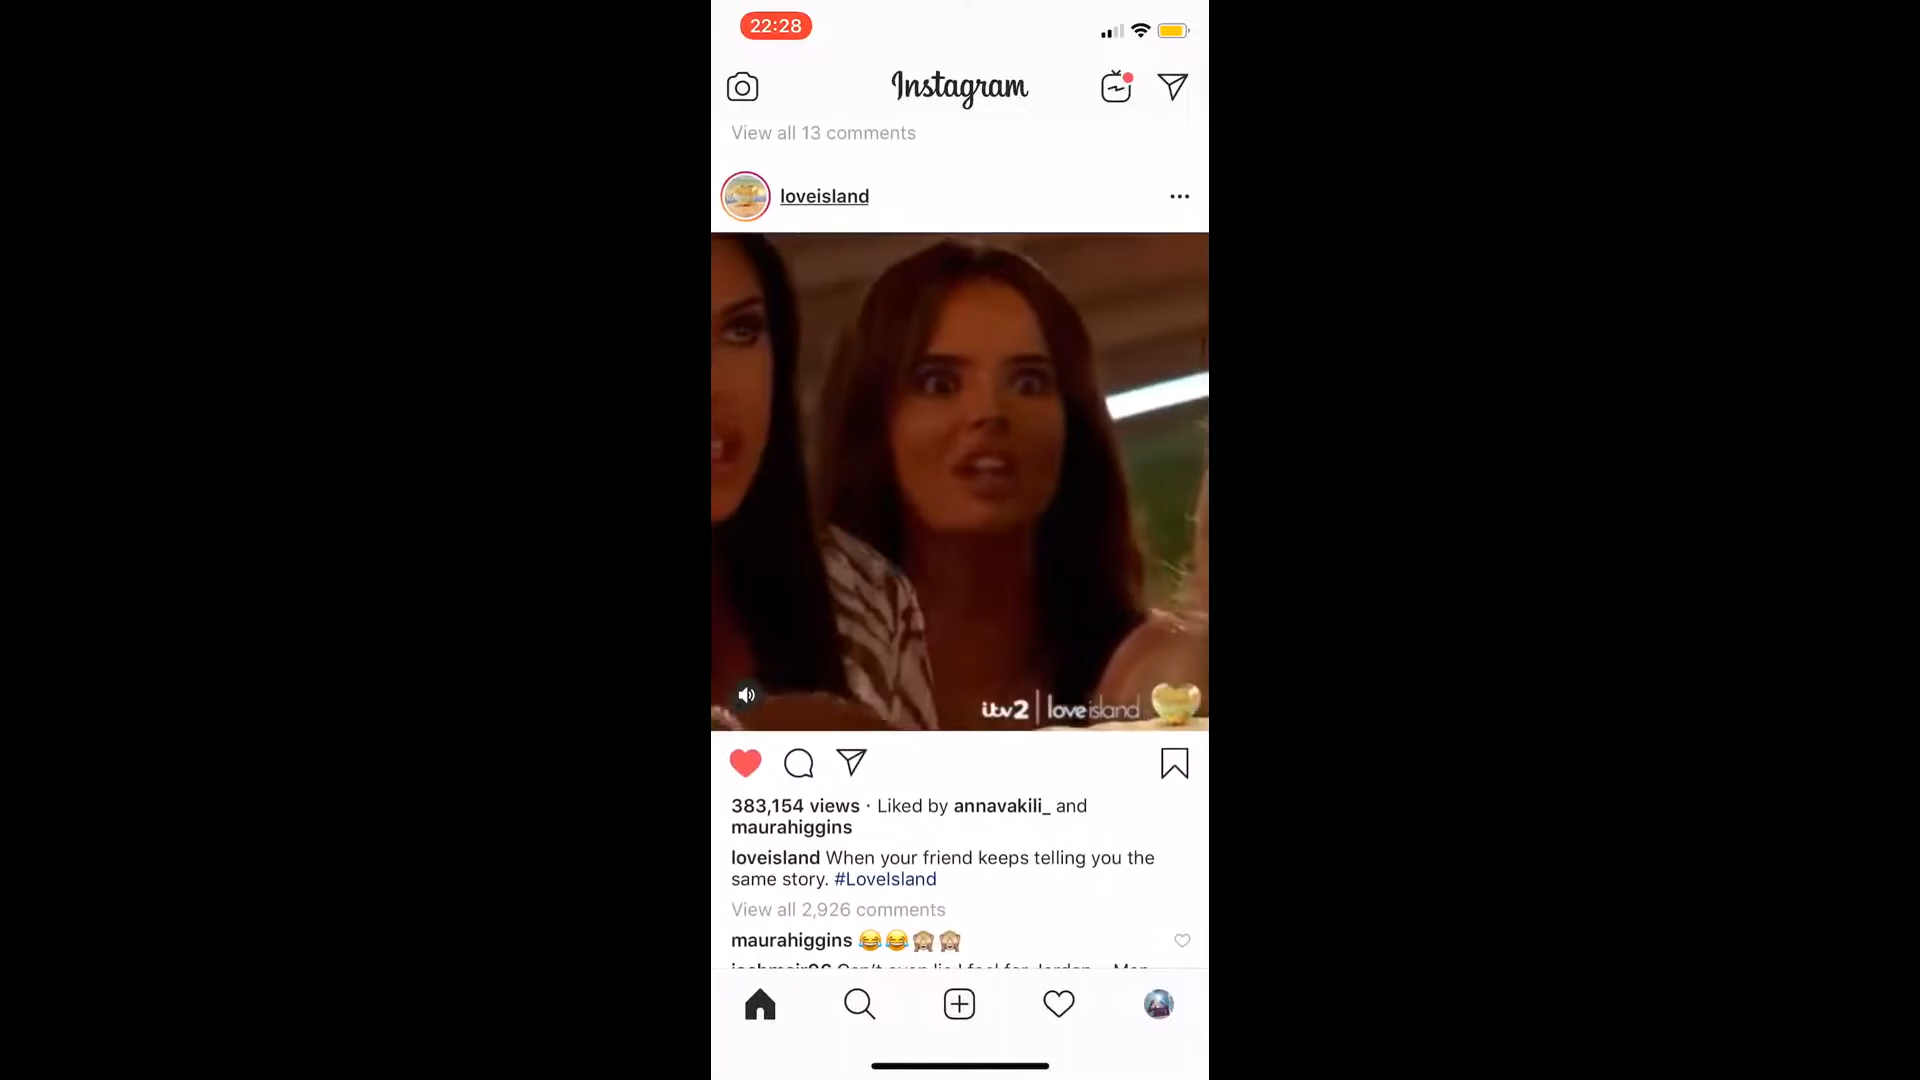 22:28
Instagram
View all 13 comments
loveisland
itv2 | loveisland
383,154 views · Liked by annavakili_ and
maurahiggins
loveisland When your friend keeps telling you the
same story. #LoveIsland
View all 2,926 comments
maurahiggins 😂😂🙈🙈